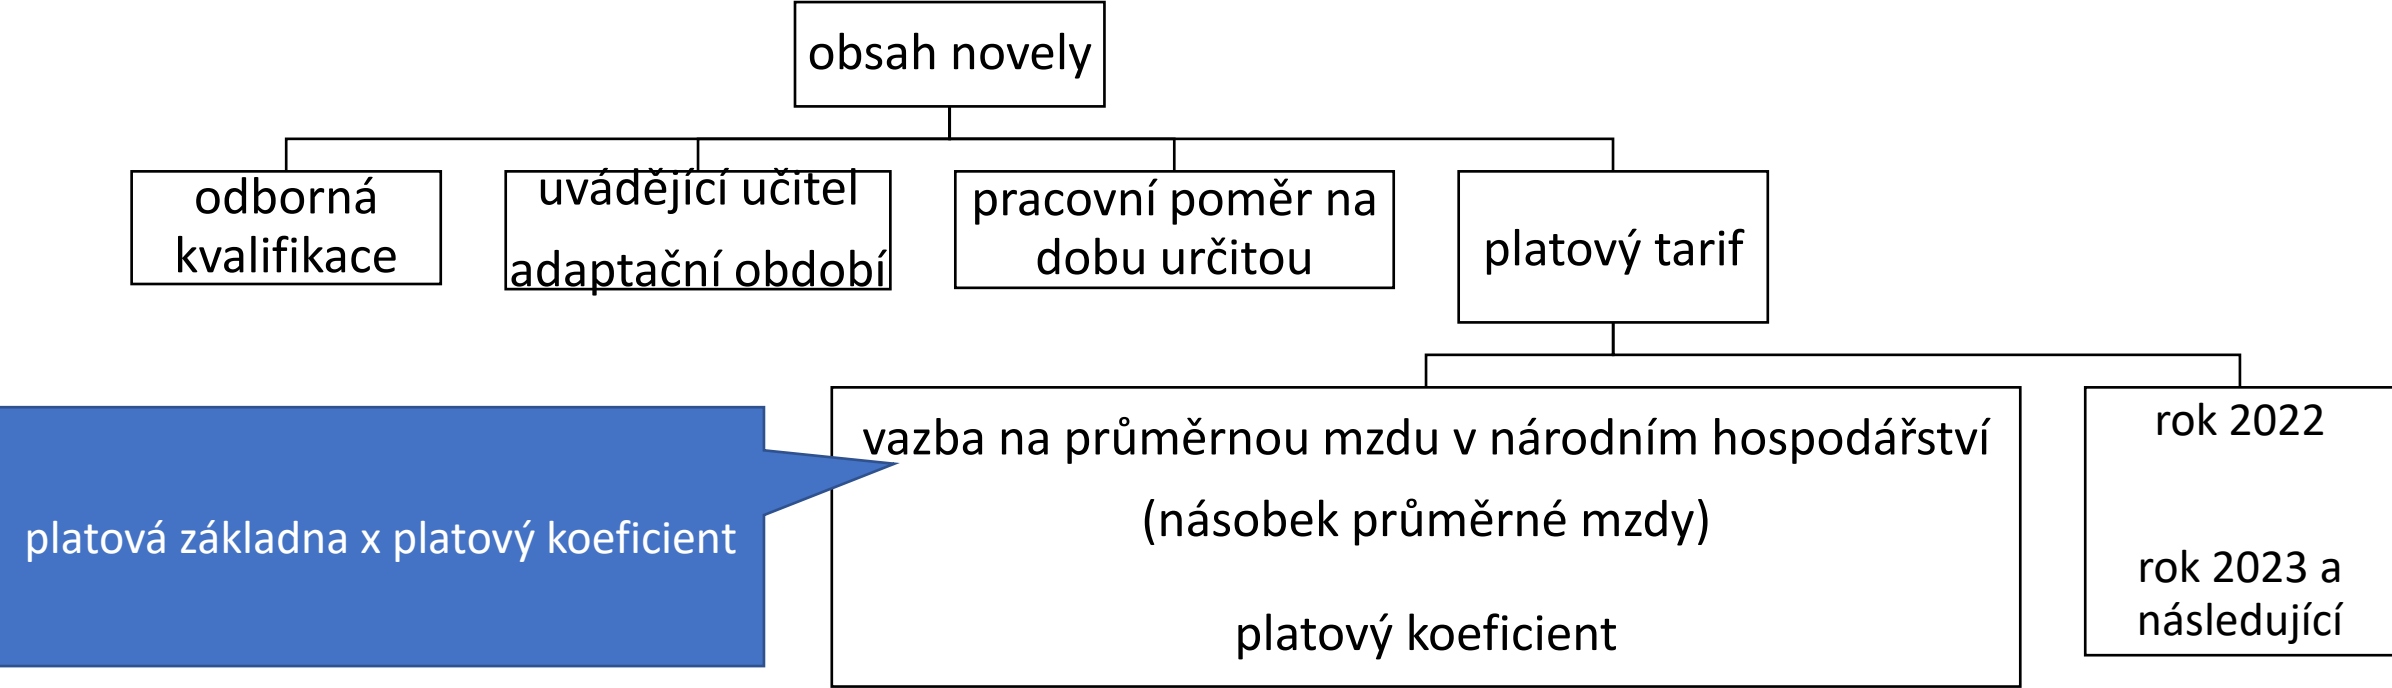 obsah novely
odborná
kvalifikace
uvádějící učitel
adaptační období
pracovní poměr na
dobu určitou
platový tarif
platová základna x platový koeficient
vazba na průměrnou mzdu v národním hospodářství
(násobek průměrné mzdy)
platový koeficient
rok 2022
rok 2023 a
následující